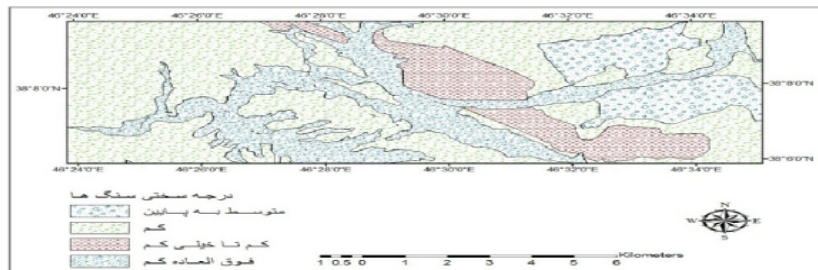 46°24'0"E 46°26'0"E 46°28'0"E 46°30'0"E 46°32'0"E 46°34'0"E
38°8'0"N 38°8'0"N
38°6'0"N
46°24'0"E 46°26'0"E 46°28'0"E 46°30'0"E 46°32'0"E 46°34'0"E
درجه سختی سنگ ها
متوسط به پایین
کم
کم تا خیلی کم
فوق العاده کم
N
W E
S
1 0.5 0 1 2 3 4 5 6 Kilometers